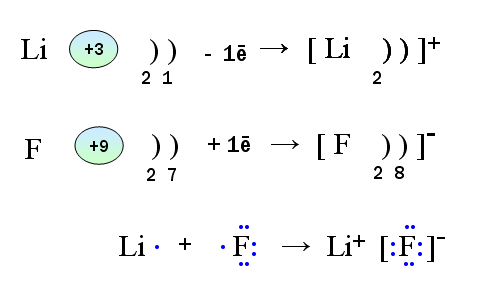 Li +3 ) ) - 1ē → [ Li ) ) ]⁺
2 1 2
F +9 ) ) + 1ē → [ F ) ) ]⁻
2 7 2 8
Li · + ·F̤̈: → Li⁺ [:F̤̈:]⁻